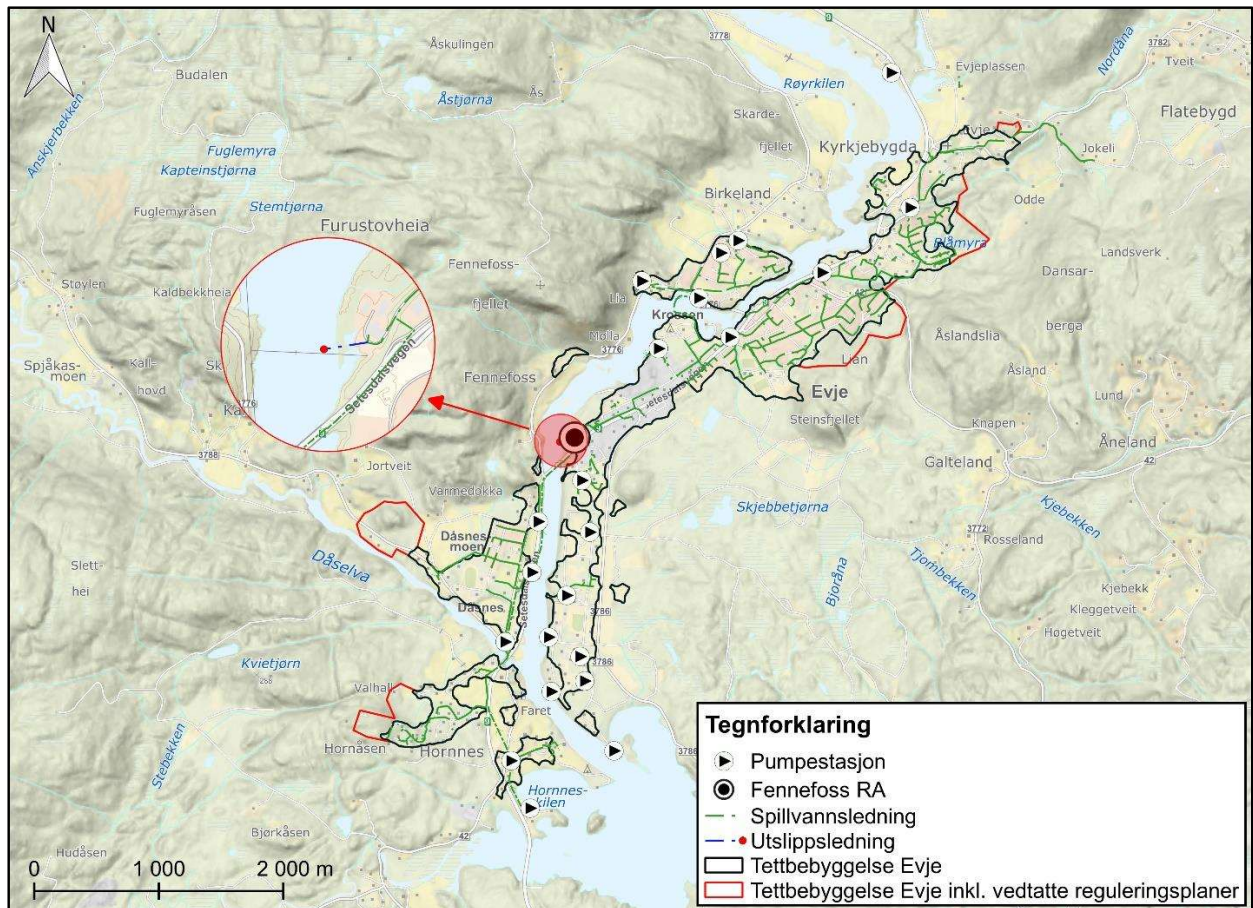 N
Åskulingen
3778
Røyrkilen
Evjeplassen
Nordåna
3782
Tveit
Budalen
Åstjørna
Ås
Skarde-
fjellet
Flatebygd
Anskjerbekken
Fuglemyra
Kapteinstjørna
Kyrkjebygda
Jokeli
Birkeland
Odde
Fuglemyråsen
Stemtjørna
Furustovheia
Blåmyra
Landsverk
Støylen
Kaldbekkheia
Fennefoss-
fjellet
Lia
Dansar-
berga
Krossen
Åslandslia
Molla
3776
Spjåkas-
moen
Kall-
hovd
Setesdalsvegen
Fennefoss
Lian
Åsland
Setesdalsvegen
Evje
Lund
Steinsfjellet
Knapen
Åneland
3788
Jortveit
Galteland
42
Varmedokka
Skjebbetjørna
3772
Kjebekken
Rosseland
Dåsnes-
moen
Slett-
hei
Dåselva
Tjombekken
Bjoråna
Kjebekk
Dåsnes
3786
Kleggetveit
Høgetveit
Kvietjørn
3786
Valhall
Faret
Stebekken
Hornåsen
Hornnes
3786
Hornnes-
kilen
Bjørkåsen
42
Hudåsen
0 1 000 2 000 m
Tegnforklaring
Pumpestasjon
Fennefoss RA
Spillvannsledning
Utslippsledning
Tettbebyggelse Evje
Tettbebyggelse Evje inkl. vedtatte reguleringsplaner